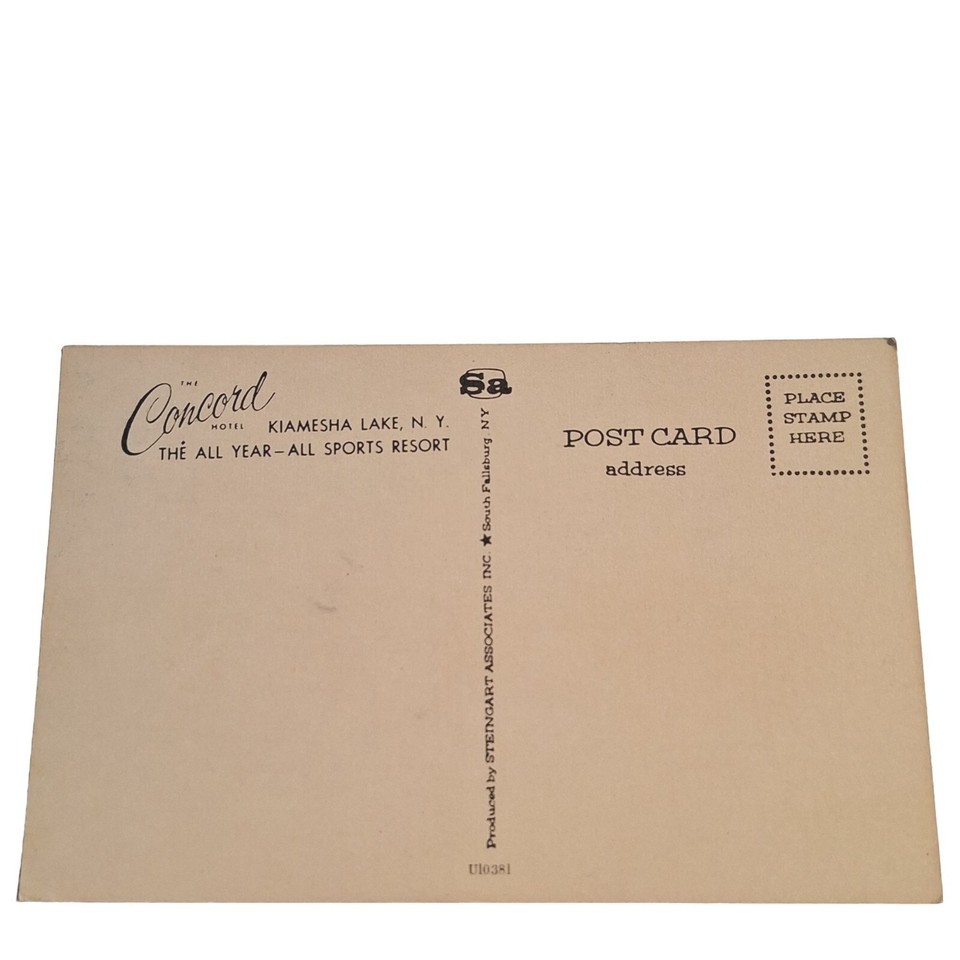 THE
Concord
HOTEL KIAMESHA LAKE, N. Y.
THE ALL YEAR—ALL SPORTS RESORT
Sa
Produced by STEINGART ASSOCIATES INC. ★ South Fallsburg NY
U10381
POST CARD
address
PLACE
STAMP
HERE